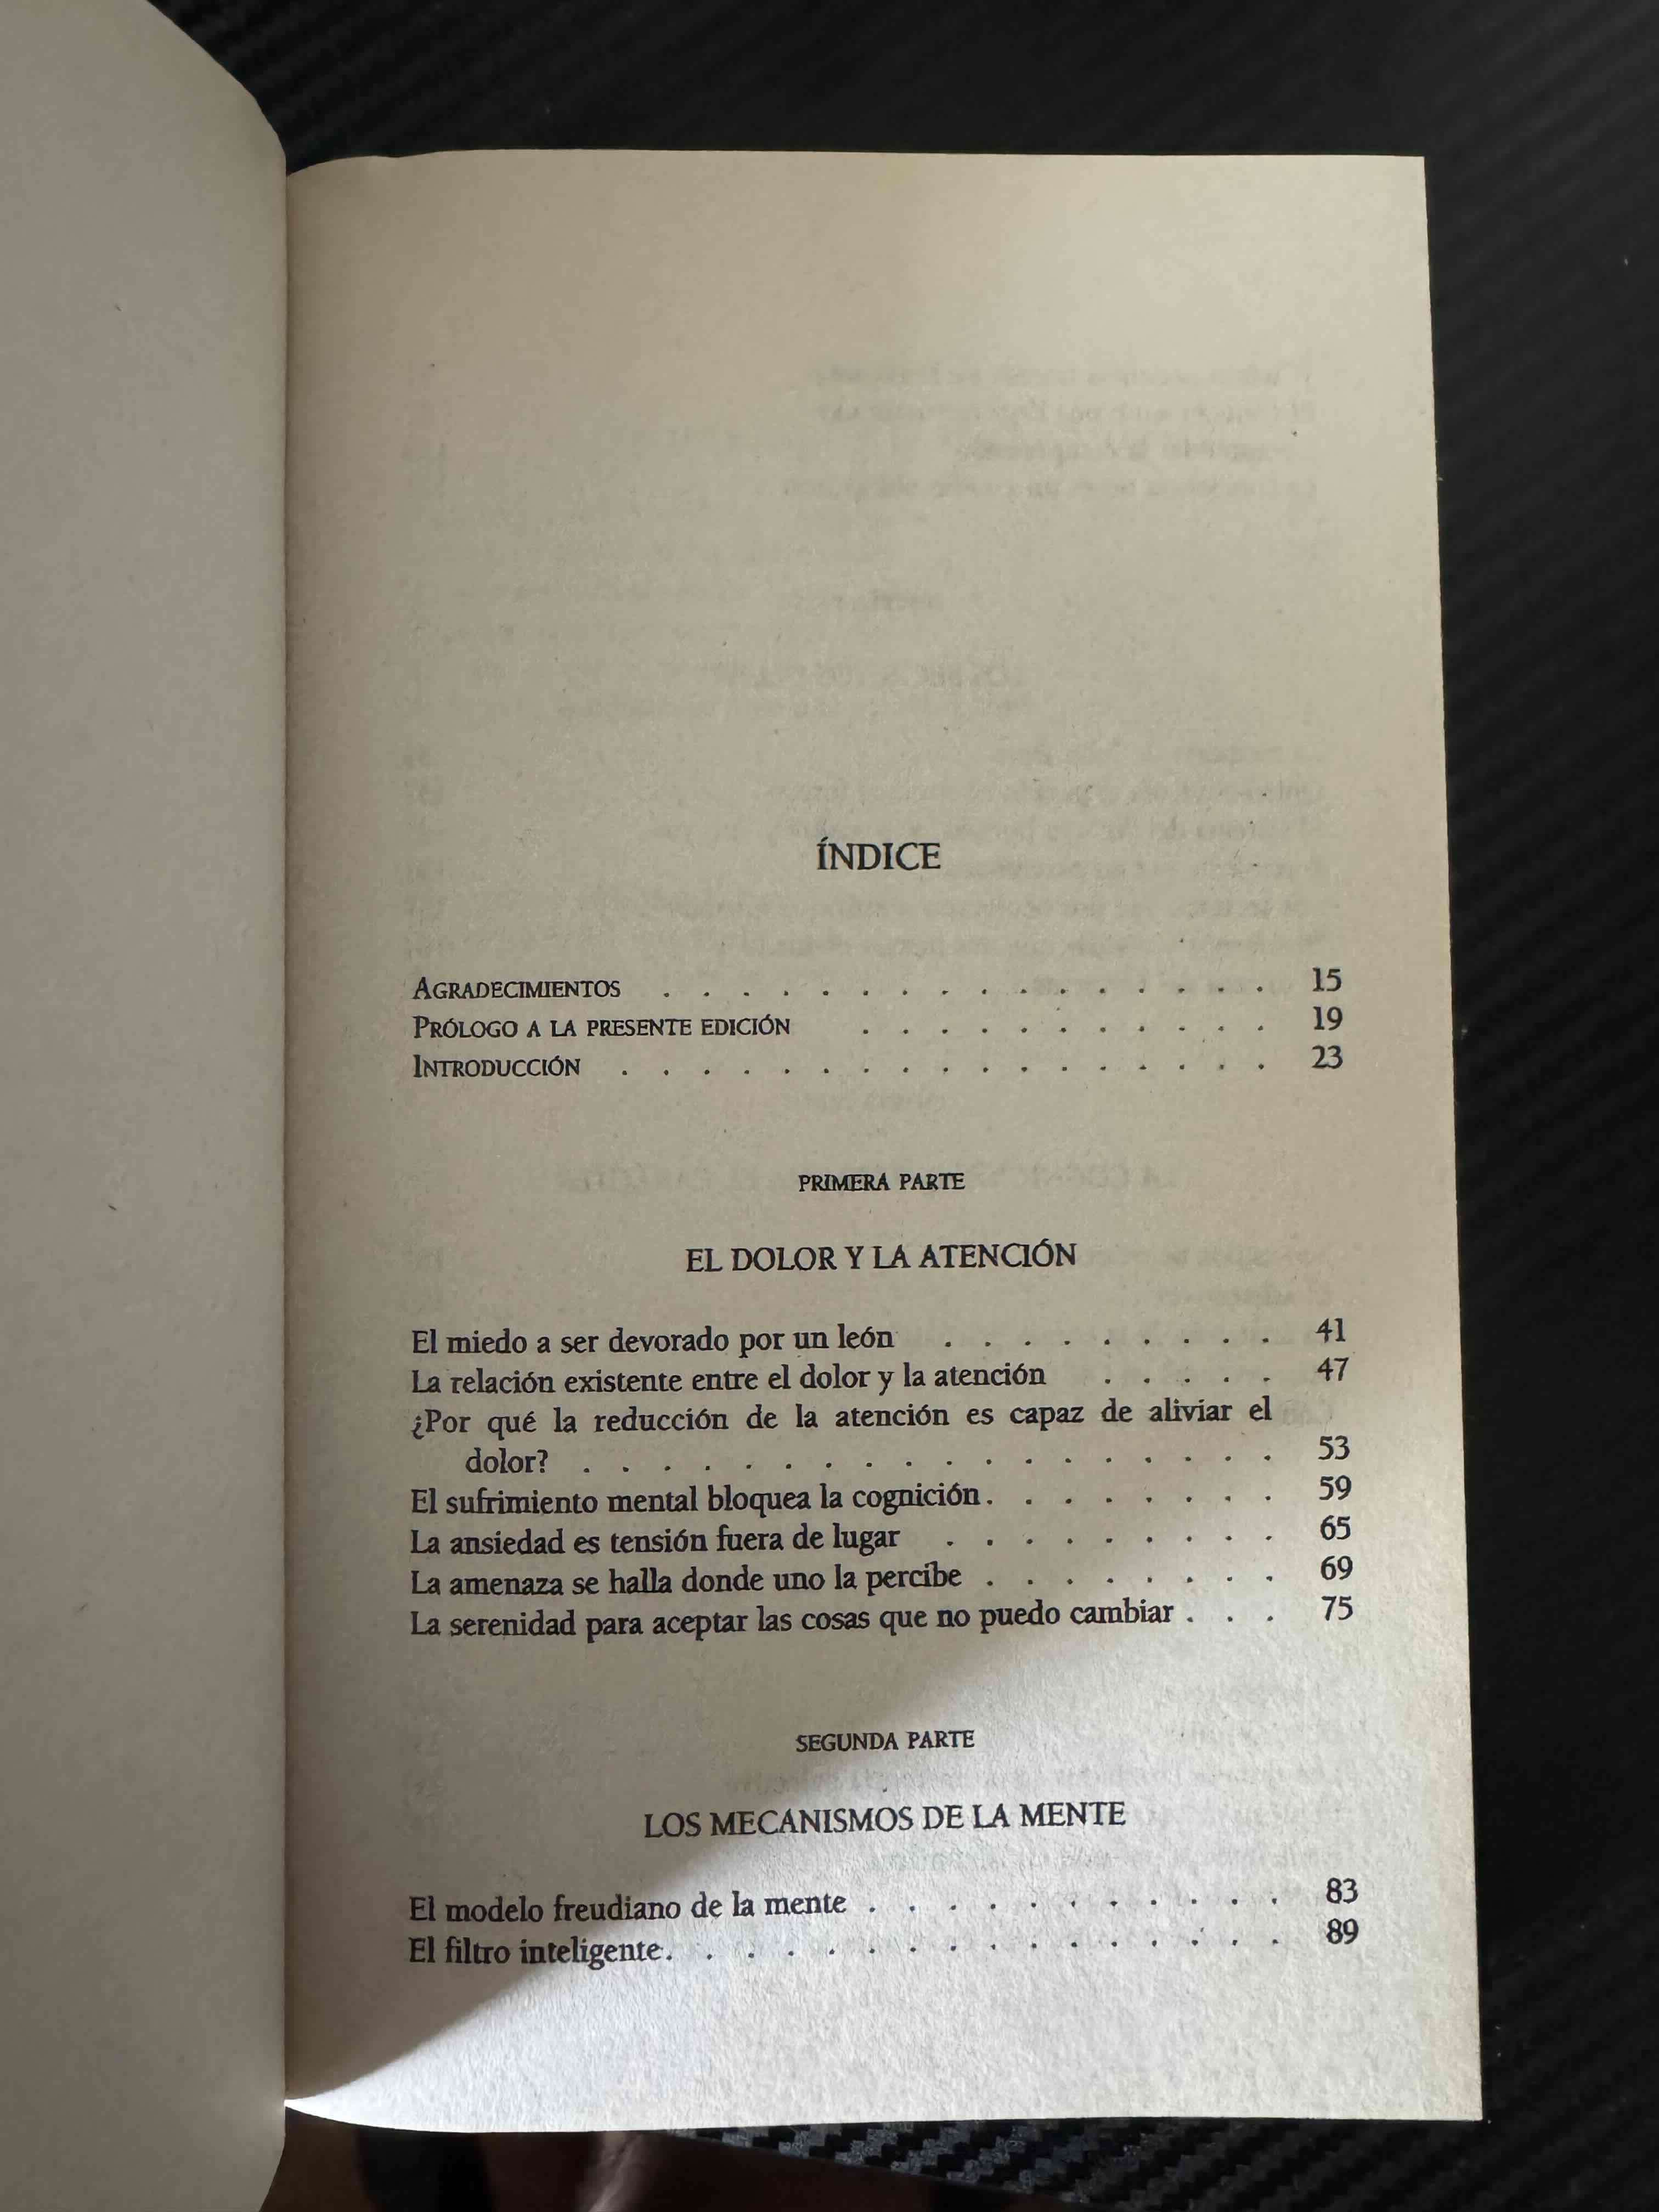 ÍNDICE
AGRADECIMIENTOS . . . . . . . . . . . . . . . . 15
PRÓLOGO A LA PRESENTE EDICIÓN . . . . . . . . . . . 19
INTRODUCCIÓN . . . . . . . . . . . . . . . . . 23
PRIMERA PARTE
EL DOLOR Y LA ATENCIÓN
El miedo a ser devorado por un león . . . . . . . . . 41
La relación existente entre el dolor y la atención . . . . . 47
¿Por qué la reducción de la atención es capaz de aliviar el
dolor? . . . . . . . . . . . . . . . . . . 53
El sufrimiento mental bloquea la cognición . . . . . . . . 59
La ansiedad es tensión fuera de lugar . . . . . . . . . 65
La amenaza se halla donde uno la percibe . . . . . . . . 69
La serenidad para aceptar las cosas que no puedo cambiar . . . 75
SEGUNDA PARTE
LOS MECANISMOS DE LA MENTE
El modelo freudiano de la mente . . . . . . . . . . . 83
El filtro inteligente . . . . . . . . . . . . . . . . 89